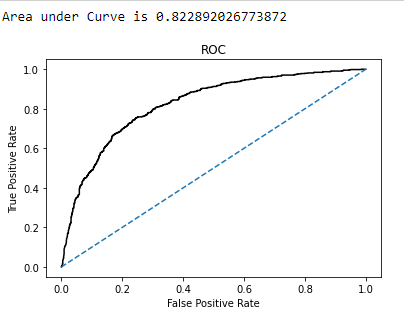 Area under Curve is 0.822892026773872
ROC
1.0
0.8
0.6
0.4
0.2
0.0
True Positive Rate
0.0 0.2 0.4 0.6 0.8 1.0
False Positive Rate